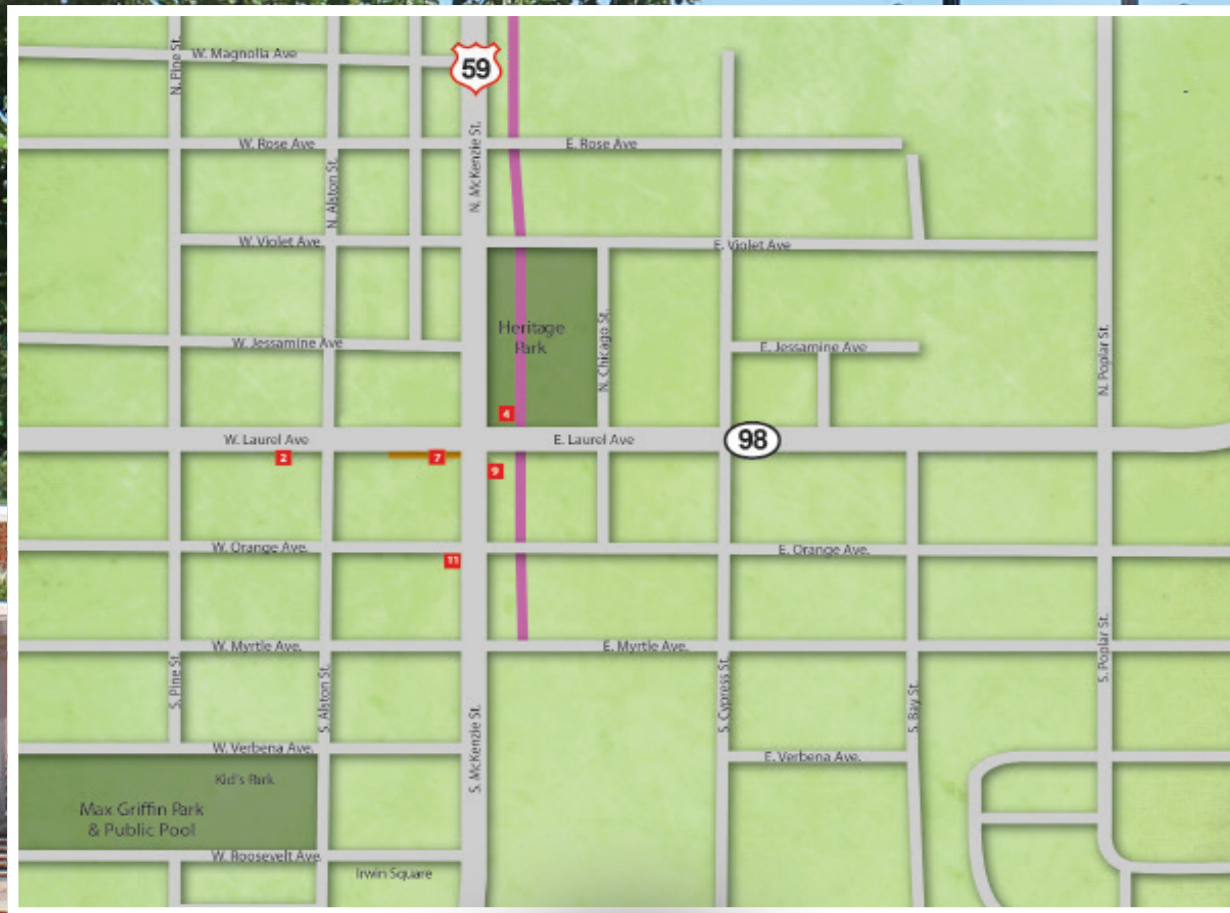 W. Magnolia Ave
N. Pine St.
59
W. Rose Ave
N. Alston St.
N. McKenzie St.
E. Rose Ave
W. Violet Ave
E. Violet Ave
W. Jessamine Ave
Heritage
Park
N. Chicago St.
E. Jessamine Ave
N. Poplar St.
4
W. Laurel Ave
E. Laurel Ave
98
2
7
9
W. Orange Ave.
E. Orange Ave.
11
W. Myrtle Ave.
E. Myrtle Ave.
S. Pine St.
S. Alston St.
S. McKenzie St.
S. Cypress St.
S. Bay St.
S. Poplar St.
W. Verbena Ave.
E. Verbena Ave.
Kid's Park
Max Griffin Park
& Public Pool
W. Roosevelt Ave.
Irwin Square